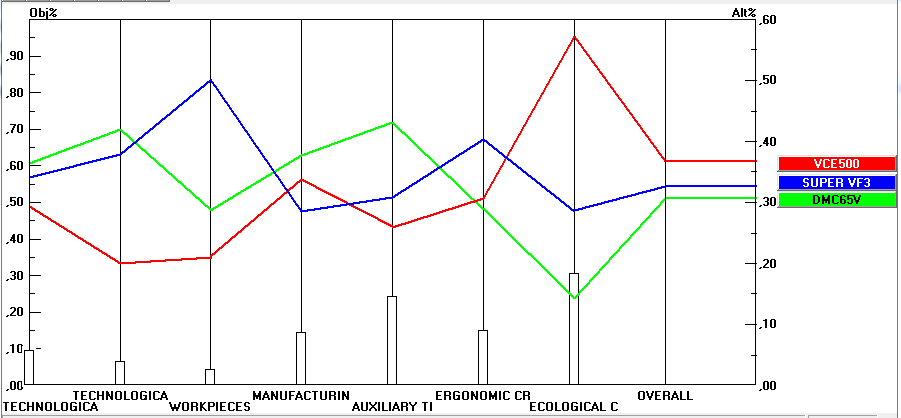 Obj% Alt%
,60
,90
,80 ,50
,70
,40
,60
VCE500
SUPER VF3
,50 ,30 DMC65V
,40
,30 ,20
,20
,10
,10
,00 ,00
TECHNOLOGICA MANUFACTURIN ERGONOMIC CR OVERALL
TECHNOLOGICA WORKPIECES AUXILIARY TI ECOLOGICAL C